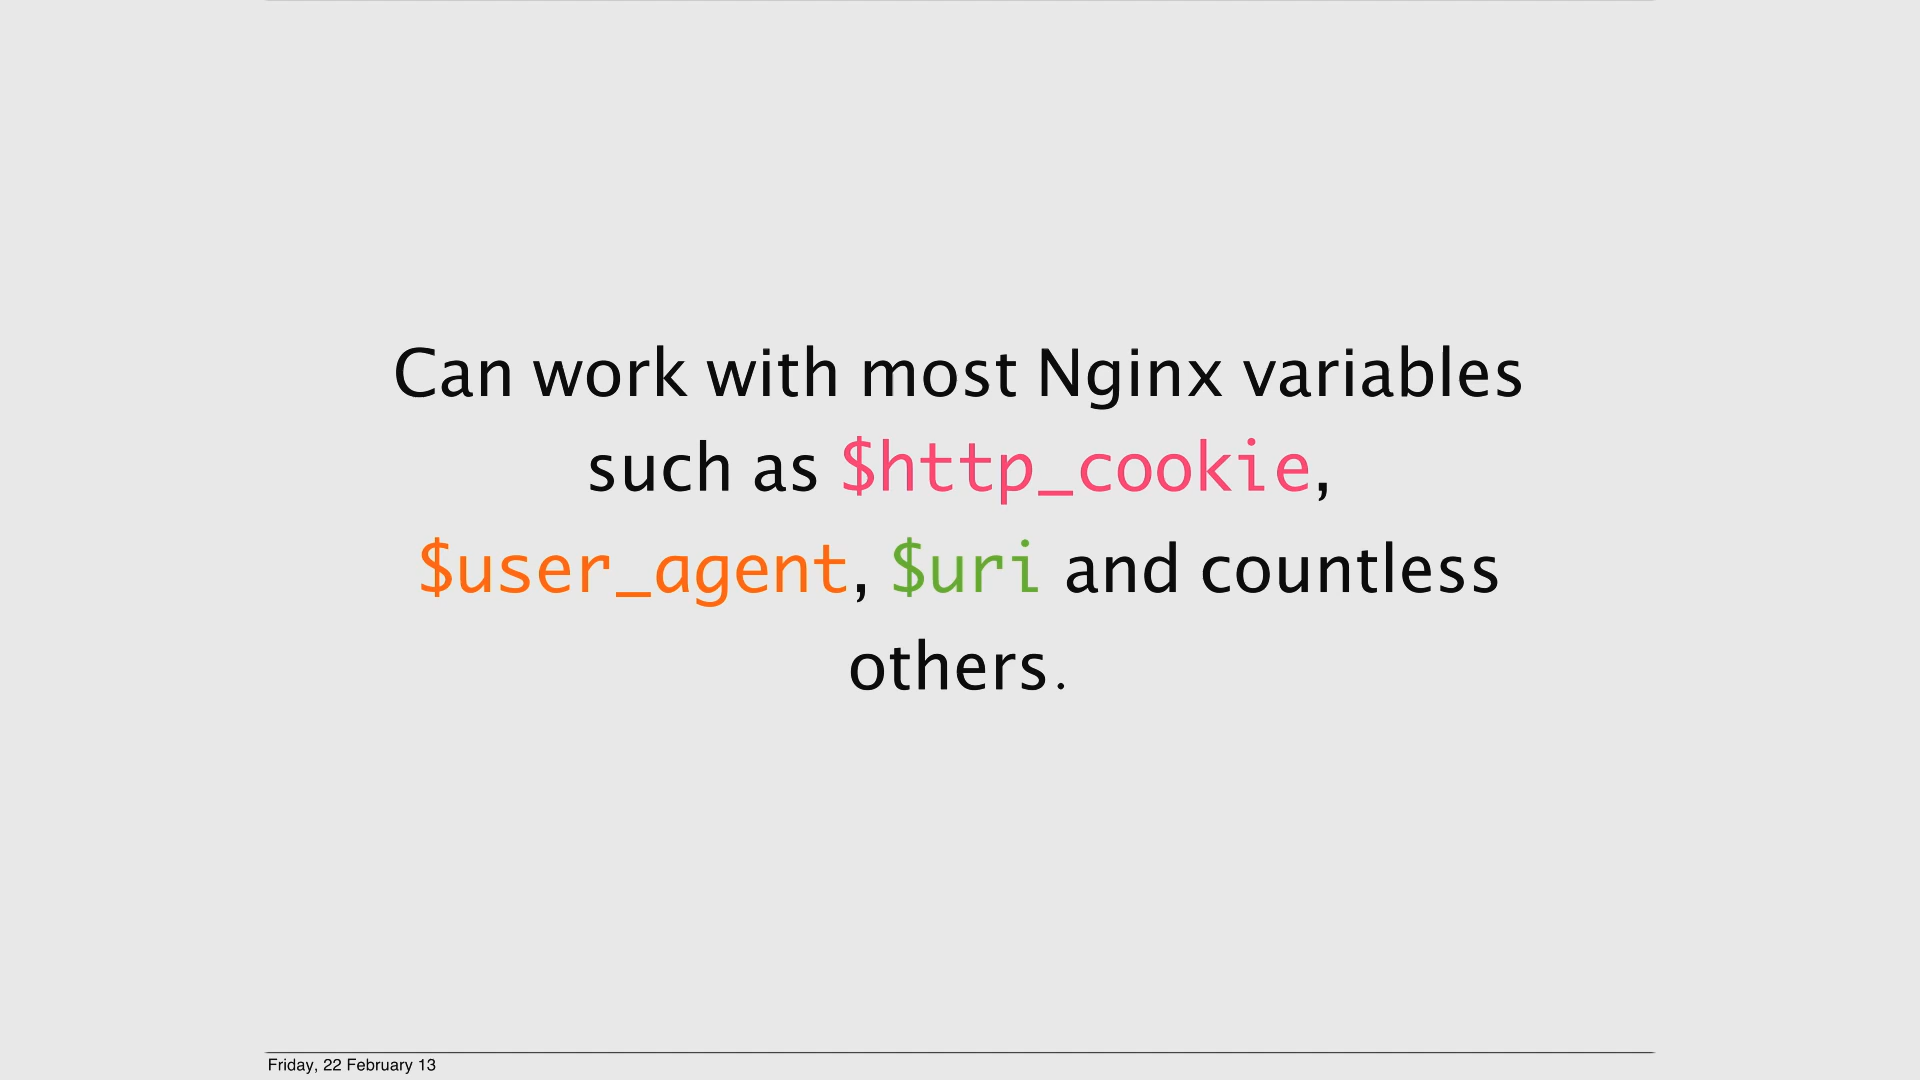 Can work with most Nginx variables
such as $http_cookie,
$user_agent, $uri and countless
others.
Friday, 22 February 13